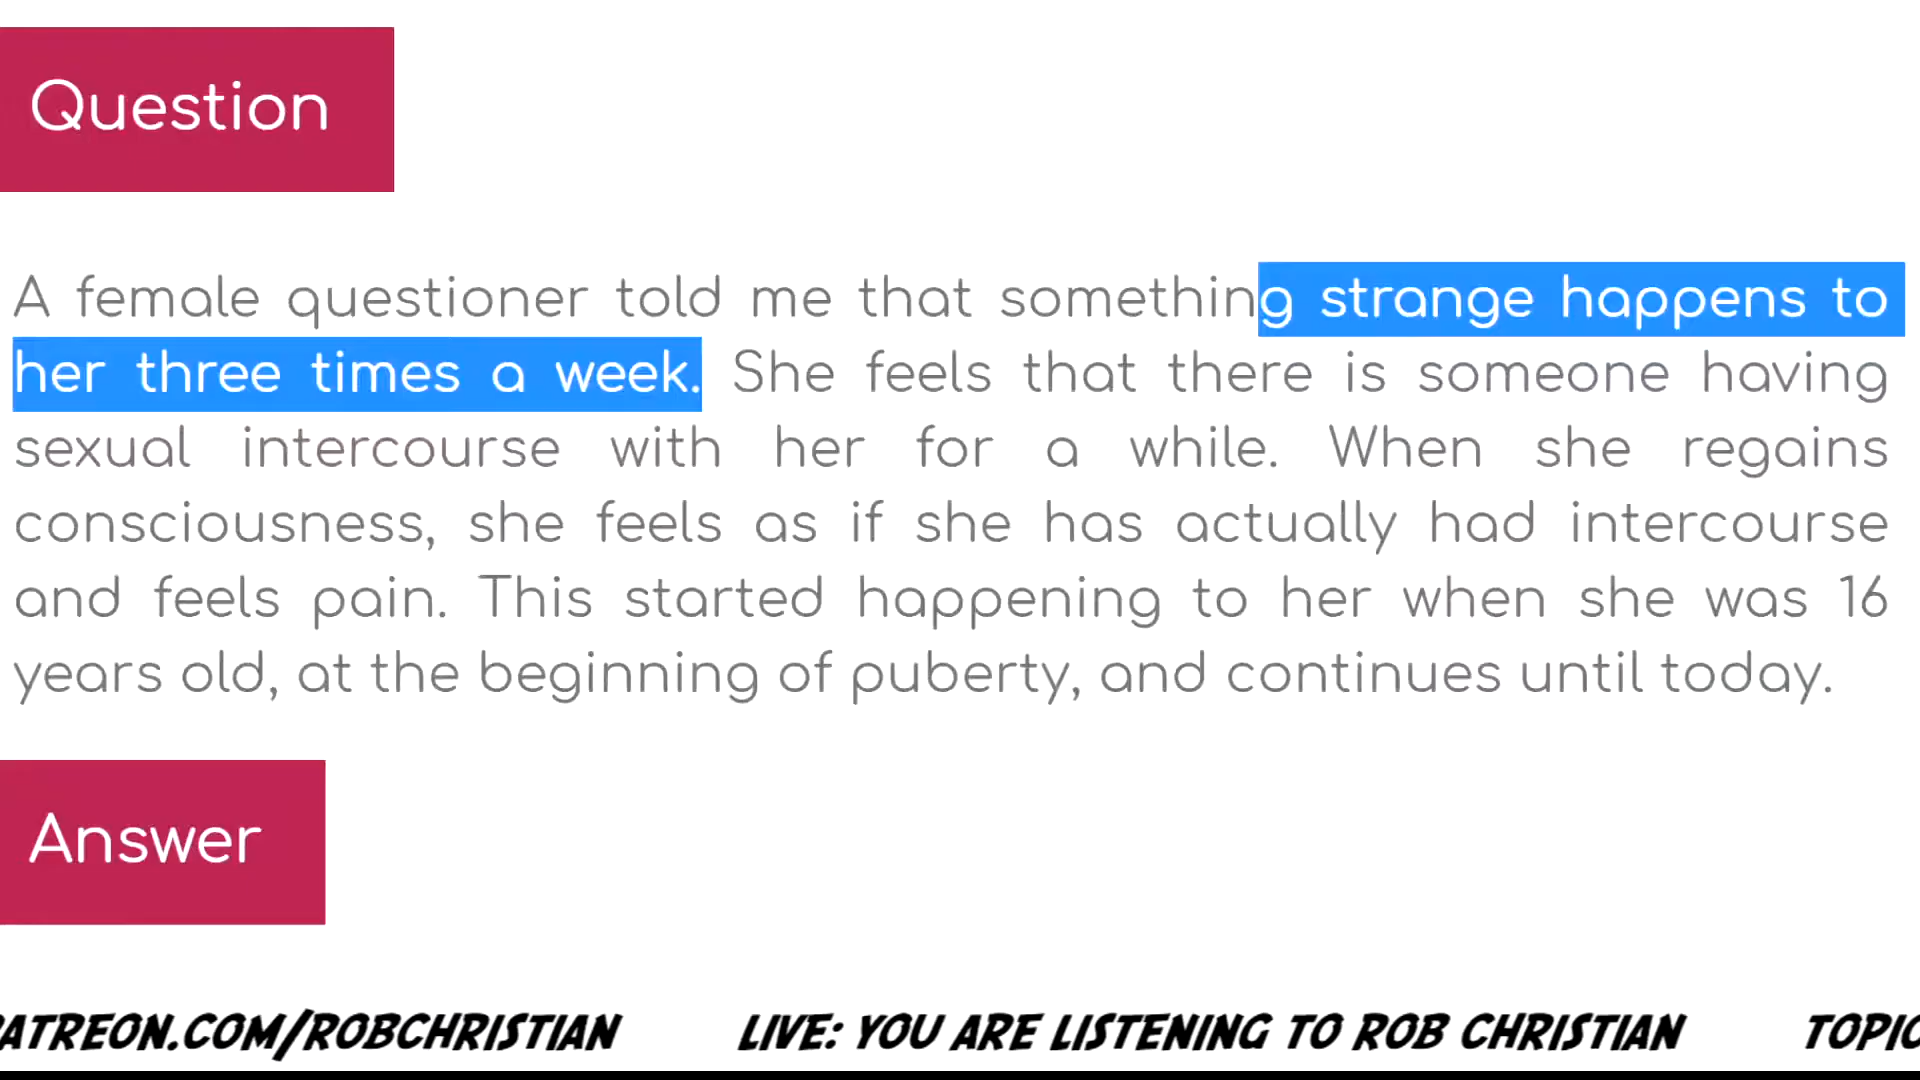 Question
A female questioner told me that something strange happens to
her three times a week. She feels that there is someone having
sexual intercourse with her for a while. When she regains
consciousness, she feels as if she has actually had intercourse
and feels pain. This started happening to her when she was 16
years old, at the beginning of puberty, and continues until today.
Answer
ATREON.COM/ROBCHRISTIAN LIVE: YOU ARE LISTENING TO ROB CHRISTIAN TOPIC